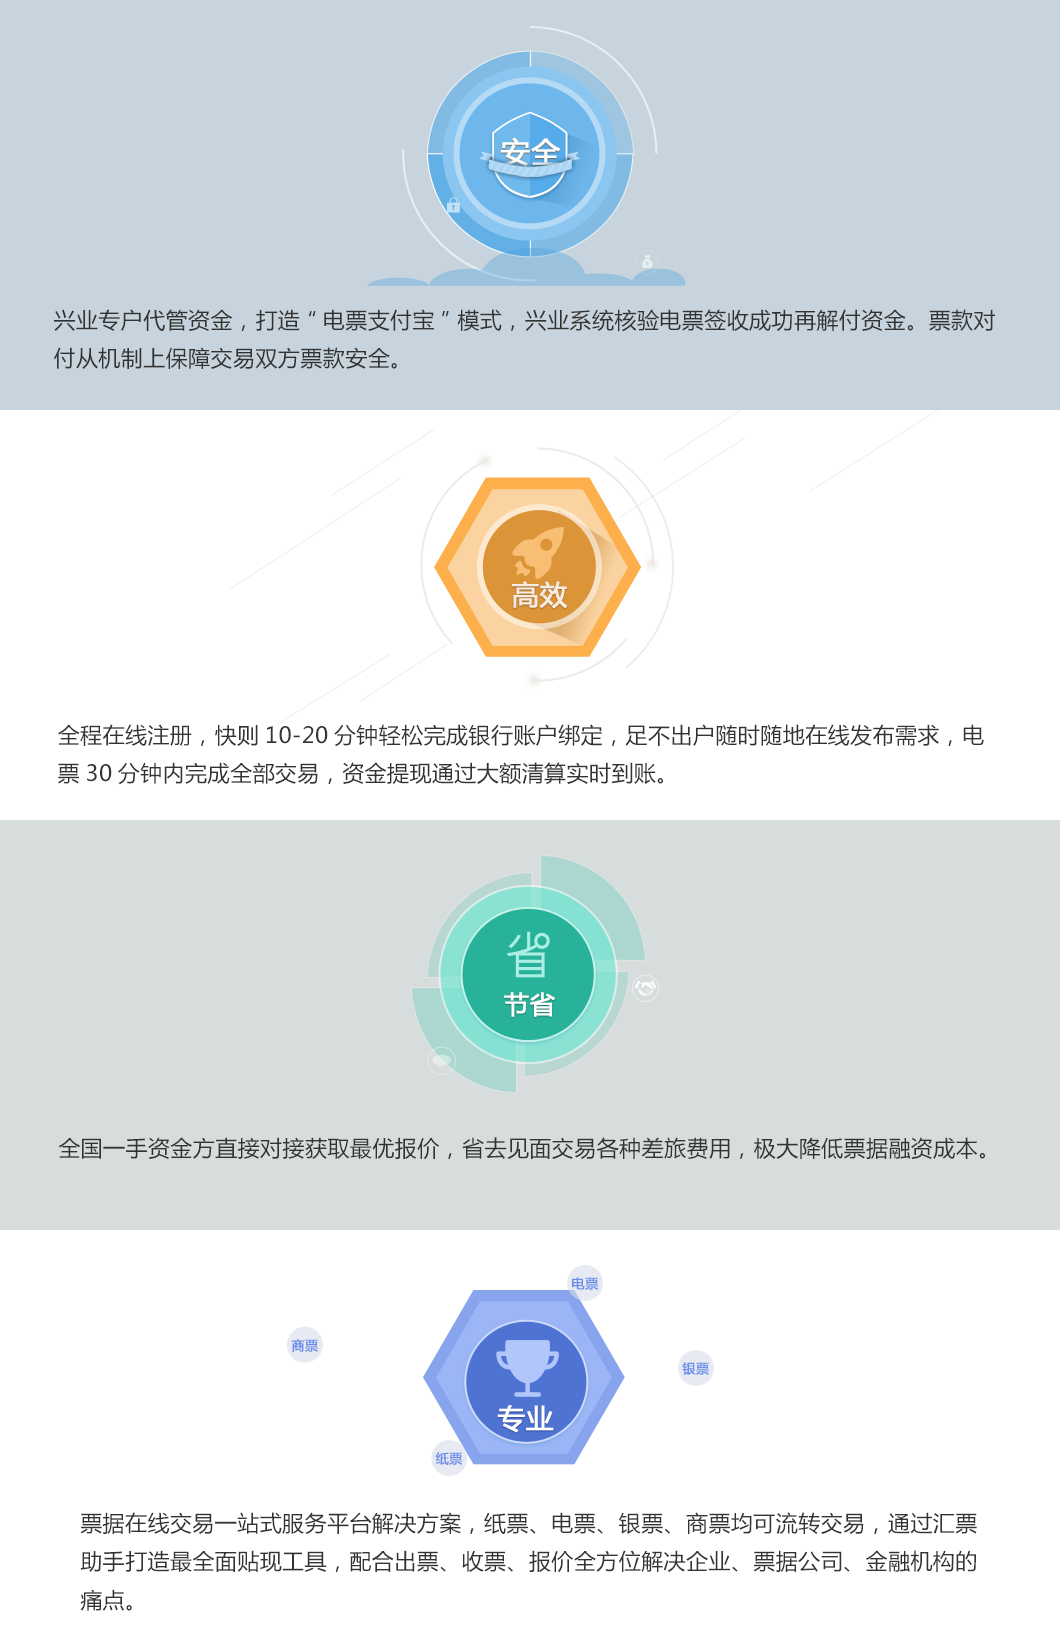 安全
兴业专户代管资金，打造“电票支付宝”模式，兴业系统核验电票签收成功再解付资金。票款对
付从机制上保障交易双方票款安全。
高效
全程在线注册，快则 10-20 分钟轻松完成银行账户绑定，足不出户随时随地在线发布需求，电
票 30 分钟内完成全部交易，资金提现通过大额清算实时到账。
省
节省
全国一手资金方直接对接获取最优报价，省去见面交易各种差旅费用，极大降低票据融资成本。
电票
商票
银票
专业
纸票
票据在线交易一站式服务平台解决方案，纸票、电票、银票、商票均可流转交易，通过汇票
助手打造最全面贴现工具，配合出票、收票、报价全方位解决企业、票据公司、金融机构的
痛点。